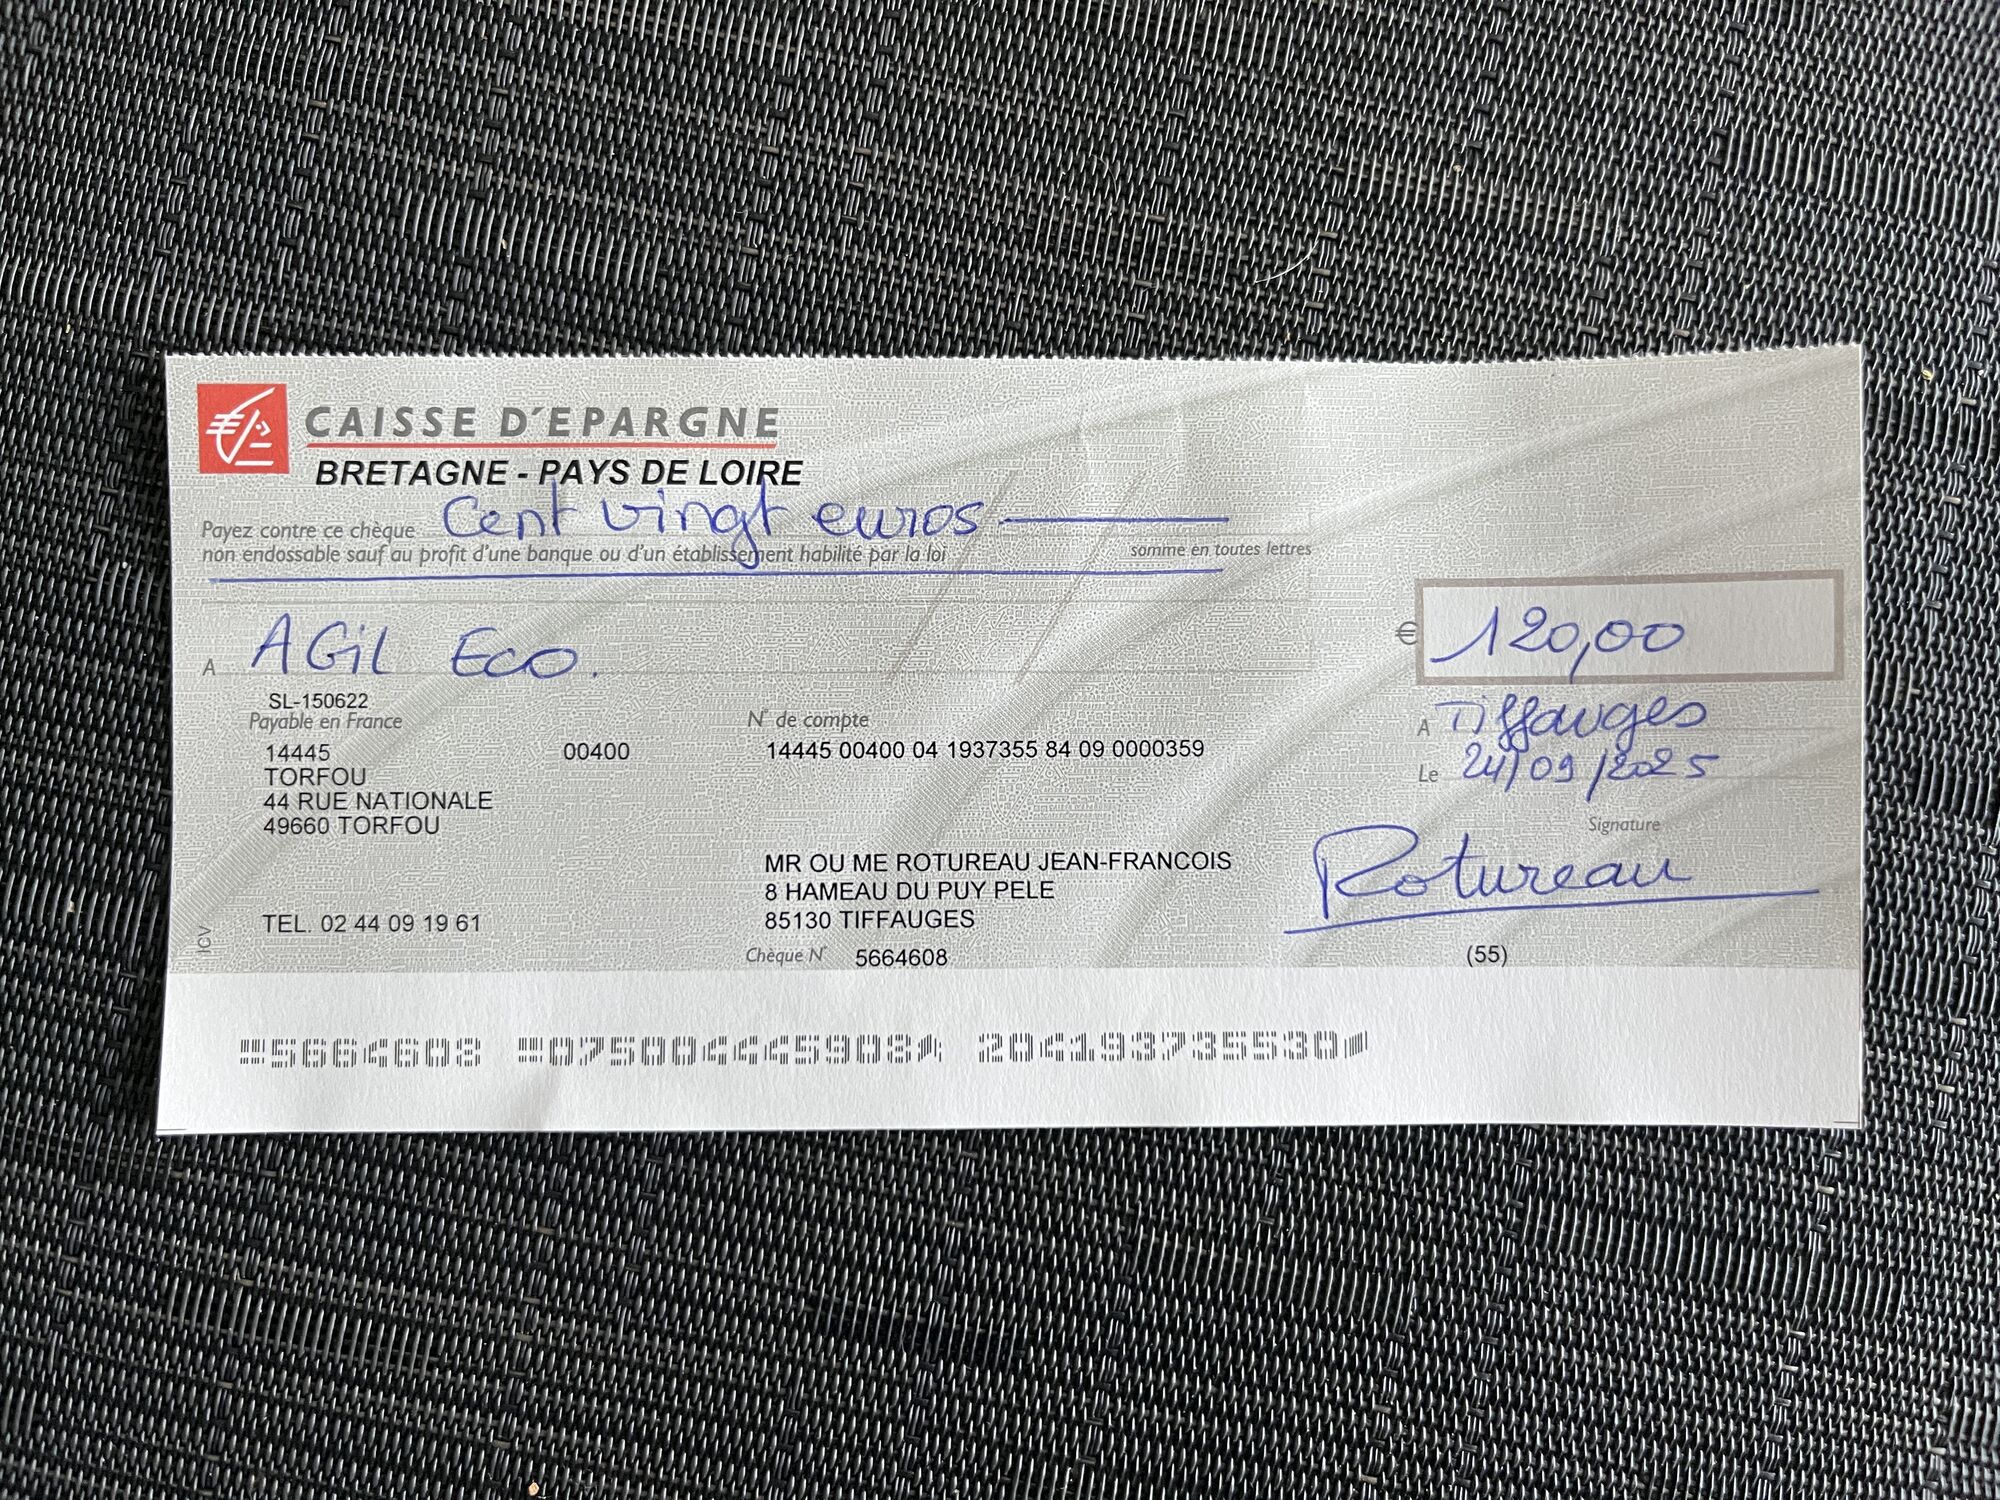 CAISSE D'EPARGNE
BRETAGNE - PAYS DE LOIRE
Payez contre ce chèque Cent vingt euros
non endossable sauf au profit d'une banque ou d'un établissement habilité par la loi somme en toutes lettres
€ 120,00
A AGiL Eco.
SL-150622
Payable en France N° de compte A Tiffauges
14445 00400 14445 00400 04 1937355 84 09 0000359
Le 24/09/2025
TORFOU
44 RUE NATIONALE
49660 TORFOU Signature
Rotureau
MR OU ME ROTUREAU JEAN-FRANCOIS
8 HAMEAU DU PUY PELE
TEL. 02 44 09 19 61 85130 TIFFAUGES
ICV
Chèque N° 5664608 (55)
5664608 075004445908 204193735530